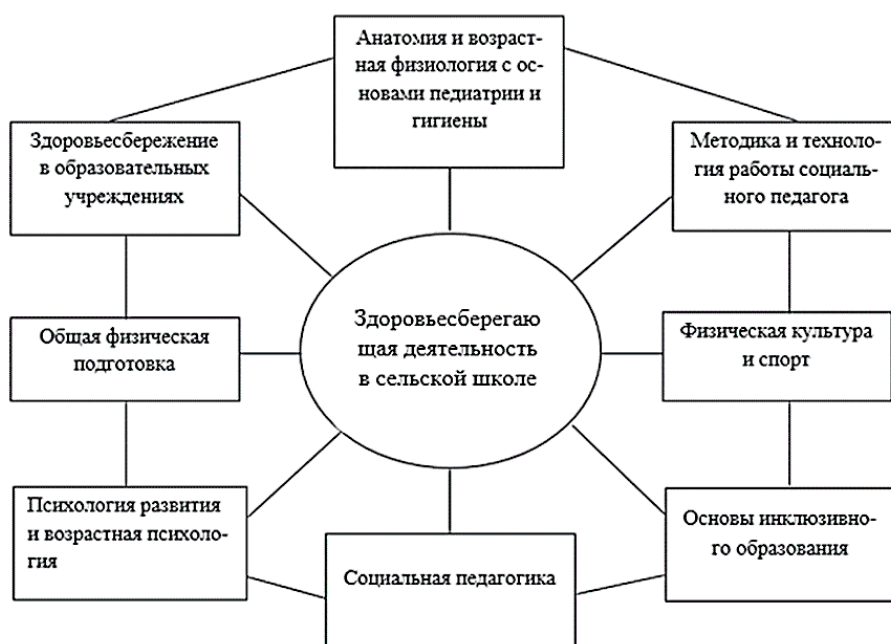 Анатомия и возраст-
ная физиология с ос-
новами педиатрии и
гигиены
Здоровьесбережение
в образовательных
учреждениях
Методика и техноло-
гия работы социаль-
ного педагога
Здоровьесберегаю
щая деятельность
в сельской школе
Общая физическая
подготовка
Физическая культура
и спорт
Психология развития
и возрастная психоло-
гия
Социальная педагогика
Основы инклюзивно-
го образования